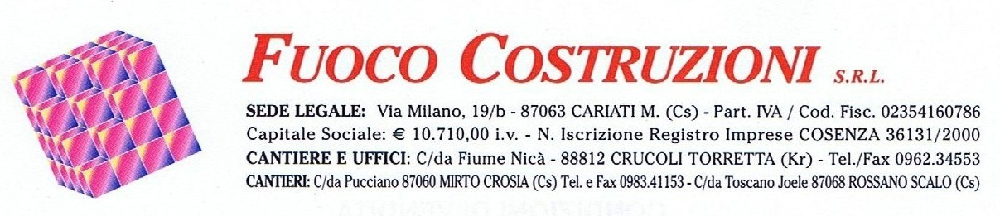 FUOCO COSTRUZIONI S.R.L.
SEDE LEGALE: Via Milano, 19/b - 87063 CARIATI M. (Cs) - Part. IVA / Cod. Fisc. 02354160786
Capitale Sociale: € 10.710,00 i.v. - N. Iscrizione Registro Imprese COSENZA 36131/2000
CANTIERE E UFFICI: C/da Fiume Nicà - 88812 CRUCOLI TORRETTA (Kr) - Tel./Fax 0962.34553
CANTIERI: C/da Pucciano 87060 MIRTO CROSIA (Cs) Tel. e Fax 0983.41153 - C/da Toscano Joele 87068 ROSSANO SCALO (Cs)